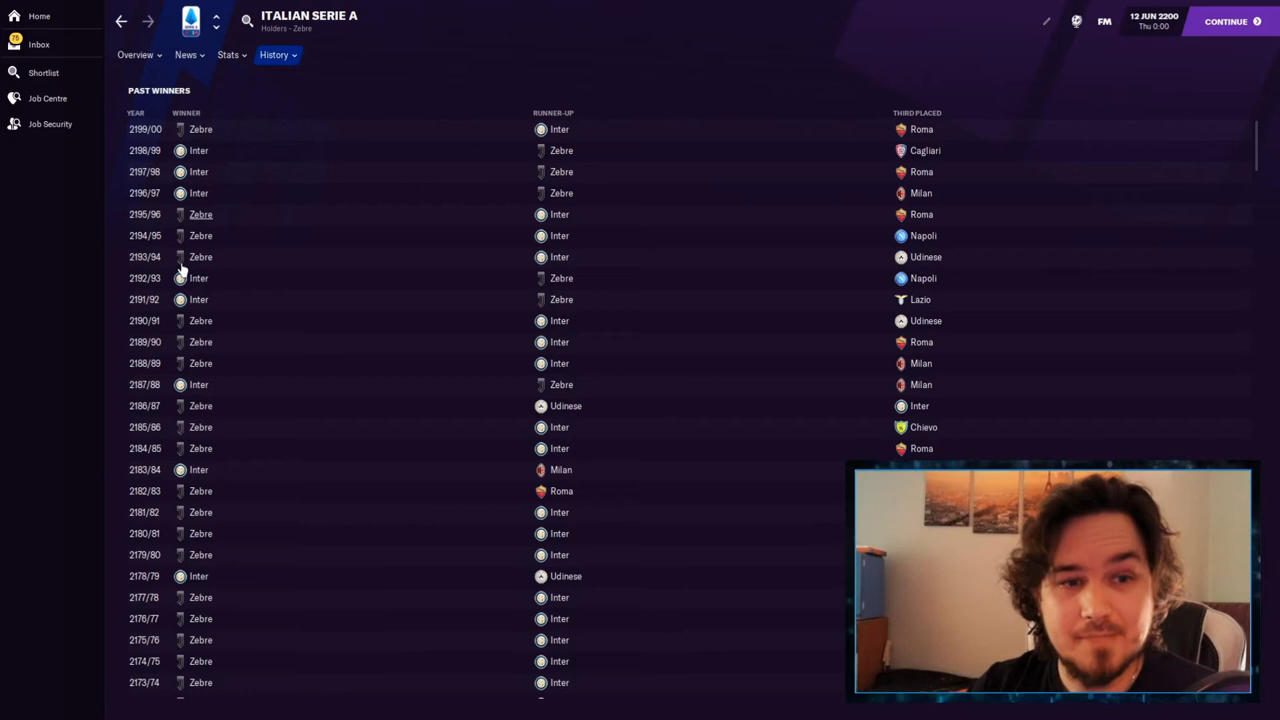 Home
ITALIAN SERIE A
Holders - Zebre
FM
12 JUN 2200
Thu 0:00
CONTINUE
75
Inbox
Overview
News
Stats
History
Shortlist
Job Centre
Job Security
PAST WINNERS
YEAR WINNER RUNNER-UP THIRD PLACED
2199/00 Zebre Inter Roma
2198/99 Inter Zebre Cagliari
2197/98 Inter Zebre Roma
2196/97 Inter Zebre Milan
2195/96 Zebre Inter Roma
2194/95 Zebre Inter Napoli
2193/94 Zebre Inter Udinese
2192/93 Inter Zebre Napoli
2191/92 Inter Zebre Lazio
2190/91 Zebre Inter Udinese
2189/90 Zebre Inter Roma
2188/89 Zebre Inter Milan
2187/88 Inter Zebre Milan
2186/87 Zebre Udinese Inter
2185/86 Zebre Inter Chievo
2184/85 Zebre Inter Roma
2183/84 Inter Milan
2182/83 Zebre Roma
2181/82 Zebre Inter
2180/81 Zebre Inter
2179/80 Zebre Inter
2178/79 Inter Udinese
2177/78 Zebre Inter
2176/77 Zebre Inter
2175/76 Zebre Inter
2174/75 Zebre Inter
2173/74 Zebre Inter